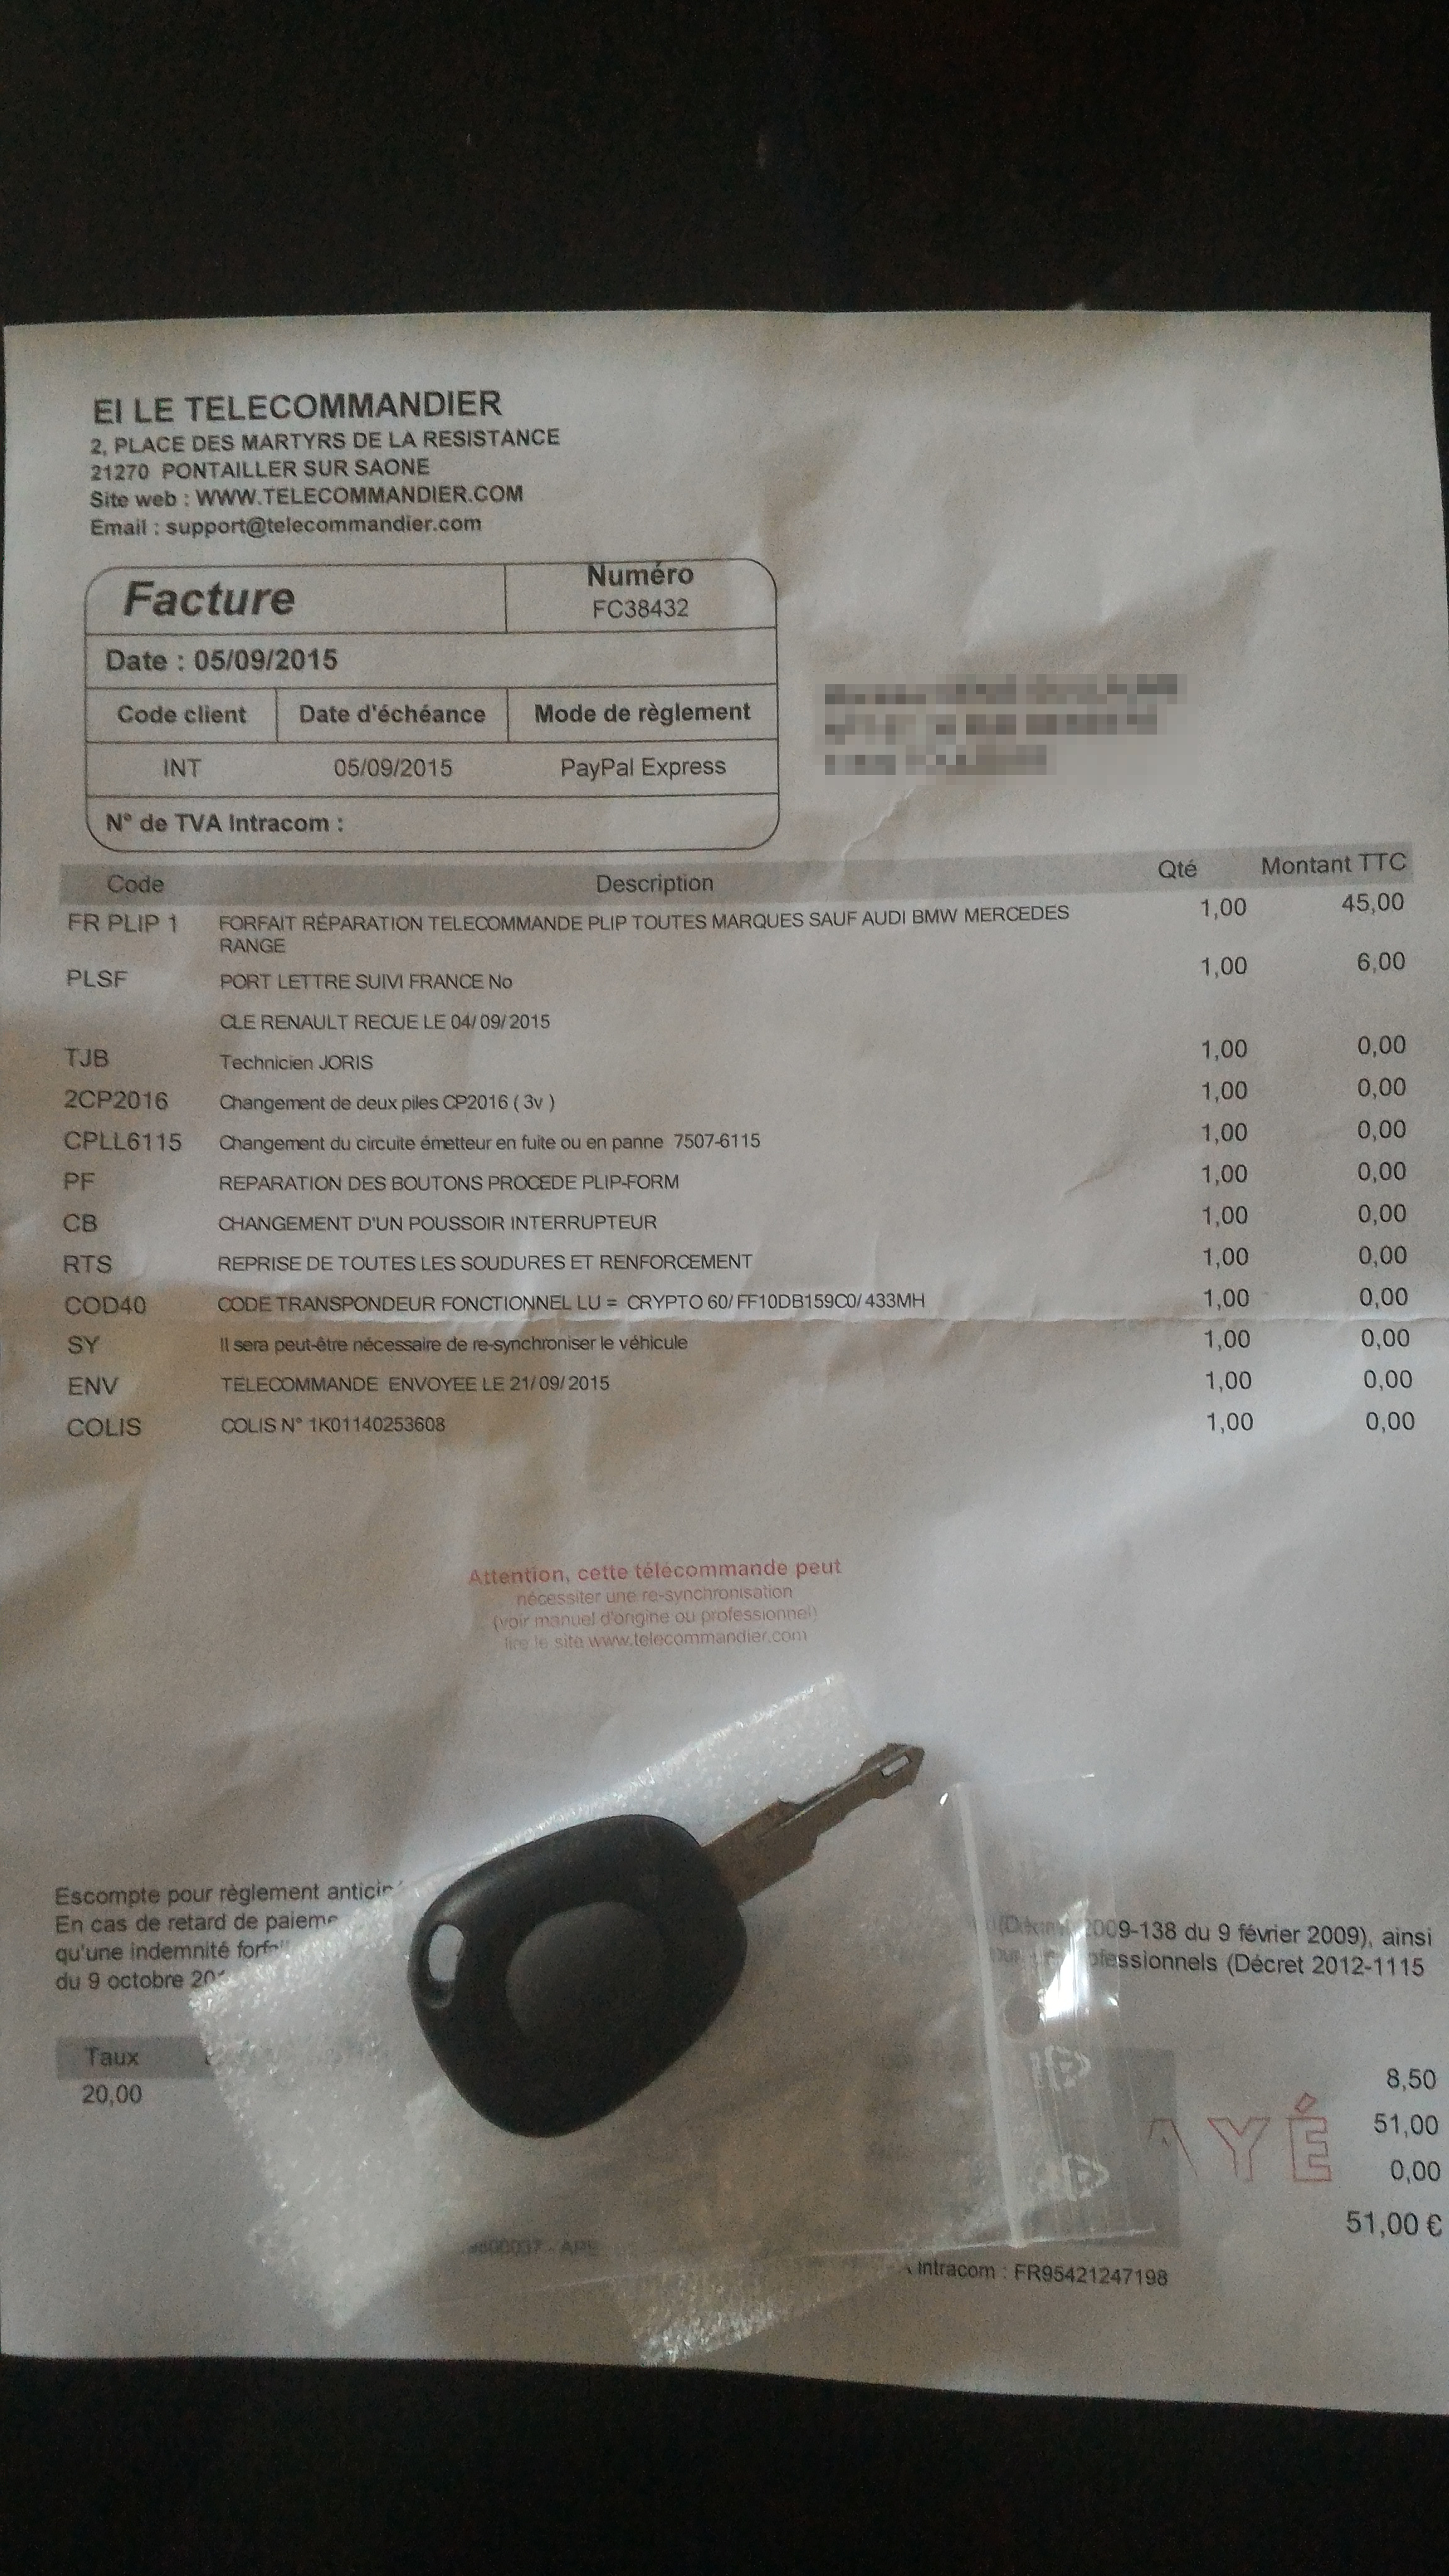 EI LE TELECOMMANDIER
2, PLACE DES MARTYRS DE LA RESISTANCE
21270 PONTAILLER SUR SAONE
Site web : WWW.TELECOMMANDIER.COM
Email : support@telecommandier.com
Facture
Numéro
FC38432
Date : 05/09/2015
Code client Date d'échéance Mode de règlement
INT 05/09/2015 PayPal Express
N° de TVA Intracom :
Code Description Qté Montant TTC
FR PLIP 1 FORFAIT RÉPARATION TELECOMMANDE PLIP TOUTES MARQUES SAUF AUDI BMW MERCEDES 1,00 45,00
RANGE
PLSF PORT LETTRE SUIVI FRANCE No 1,00 6,00
CLE RENAULT RECUE LE 04/09/2015
TJB Technicien JORIS 1,00 0,00
2CP2016 Changement de deux piles CP2016 ( 3v ) 1,00 0,00
CPLL6115 Changement du circuite émetteur en fuite ou en panne 7507-6115 1,00 0,00
PF REPARATION DES BOUTONS PROCEDE PLIP-FORM 1,00 0,00
CB CHANGEMENT D'UN POUSSOIR INTERRUPTEUR 1,00 0,00
RTS REPRISE DE TOUTES LES SOUDURES ET RENFORCEMENT 1,00 0,00
COD40 CODE TRANSPONDEUR FONCTIONNEL LU = CRYPTO 60/ FF10DB159C0/ 433MH 1,00 0,00
SY Il sera peut-être nécessaire de re-synchroniser le véhicule 1,00 0,00
ENV TELECOMMANDE ENVOYEE LE 21/09/2015 1,00 0,00
COLIS COLIS N° 1K01140253608 1,00 0,00
Attention, cette télécommande peut
nécessiter une re-synchronisation
(voir manuel d'origine ou professionnel)
lire le site www.telecommandier.com
Escompte pour règlement
En cas de retard de
qu'une indemnité 2009-138 du 9 février 2009), ainsi
du 9 octobre professionnels (Décret 2012-1115
Taux
20,00
8,50
51,00
0,00
51,00 €
AYÉ
Intracom : FR95421247198